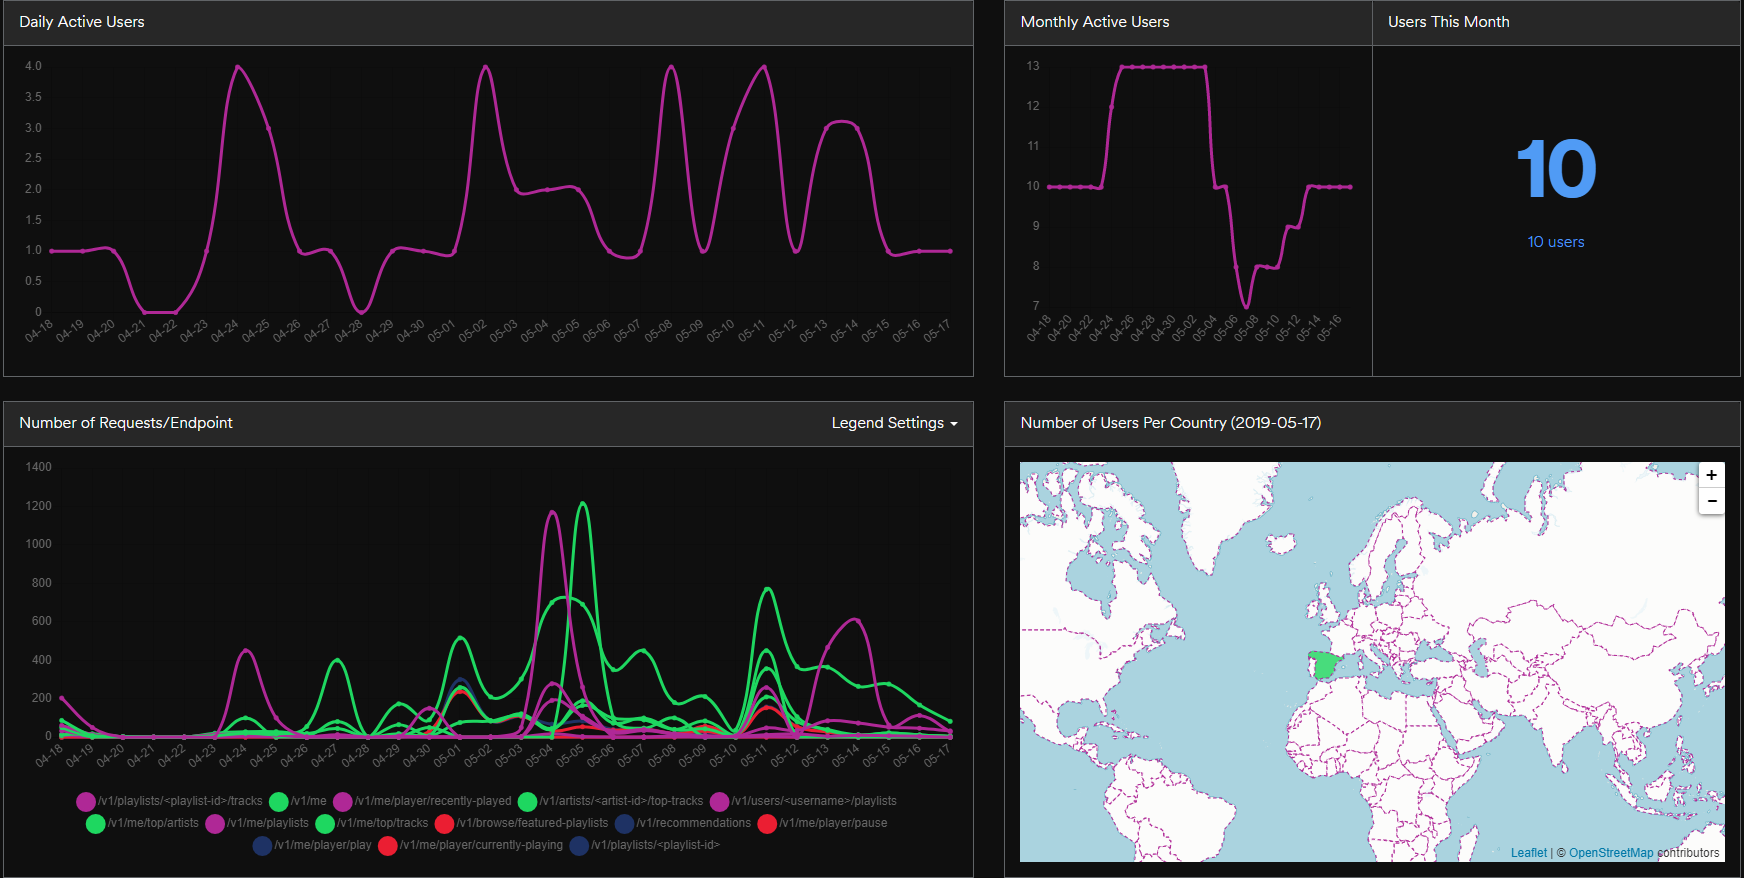 Daily Active Users
4.0
3.5
3.0
2.5
2.0
1.5
1.0
0.5
0
04-18 04-19 04-20 04-21 04-22 04-23 04-24 04-25 04-26 04-27 04-28 04-29 04-30 05-01 05-02 05-03 05-04 05-05 05-06 05-07 05-08 05-09 05-10 05-11 05-12 05-13 05-14 05-15 05-16 05-17
Monthly Active Users
13
12
11
10
9
8
7
04-18 04-20 04-22 04-24 04-26 04-28 04-30 05-02 05-04 05-06 05-08 05-10 05-12 05-14 05-16
Users This Month
10
10 users
Number of Requests/Endpoint
Legend Settings
1400
1200
1000
800
600
400
200
0
04-18 04-19 04-20 04-21 04-22 04-23 04-24 04-25 04-26 04-27 04-28 04-29 04-30 05-01 05-02 05-03 05-04 05-05 05-06 05-07 05-08 05-09 05-10 05-11 05-12 05-13 05-14 05-15 05-16 05-17
/v1/playlists/<playlist-id>/tracks /v1/me /v1/me/player/recently-played /v1/artists/<artist-id>/top-tracks /v1/users/<username>/playlists
/v1/me/top/artists /v1/me/playlists /v1/me/top/tracks /v1/browse/featured-playlists /v1/recommendations /v1/me/player/pause
/v1/me/player/play /v1/me/player/currently-playing /v1/playlists/<playlist-id>
Number of Users Per Country (2019-05-17)
+
−
Leaflet | © OpenStreetMap contributors